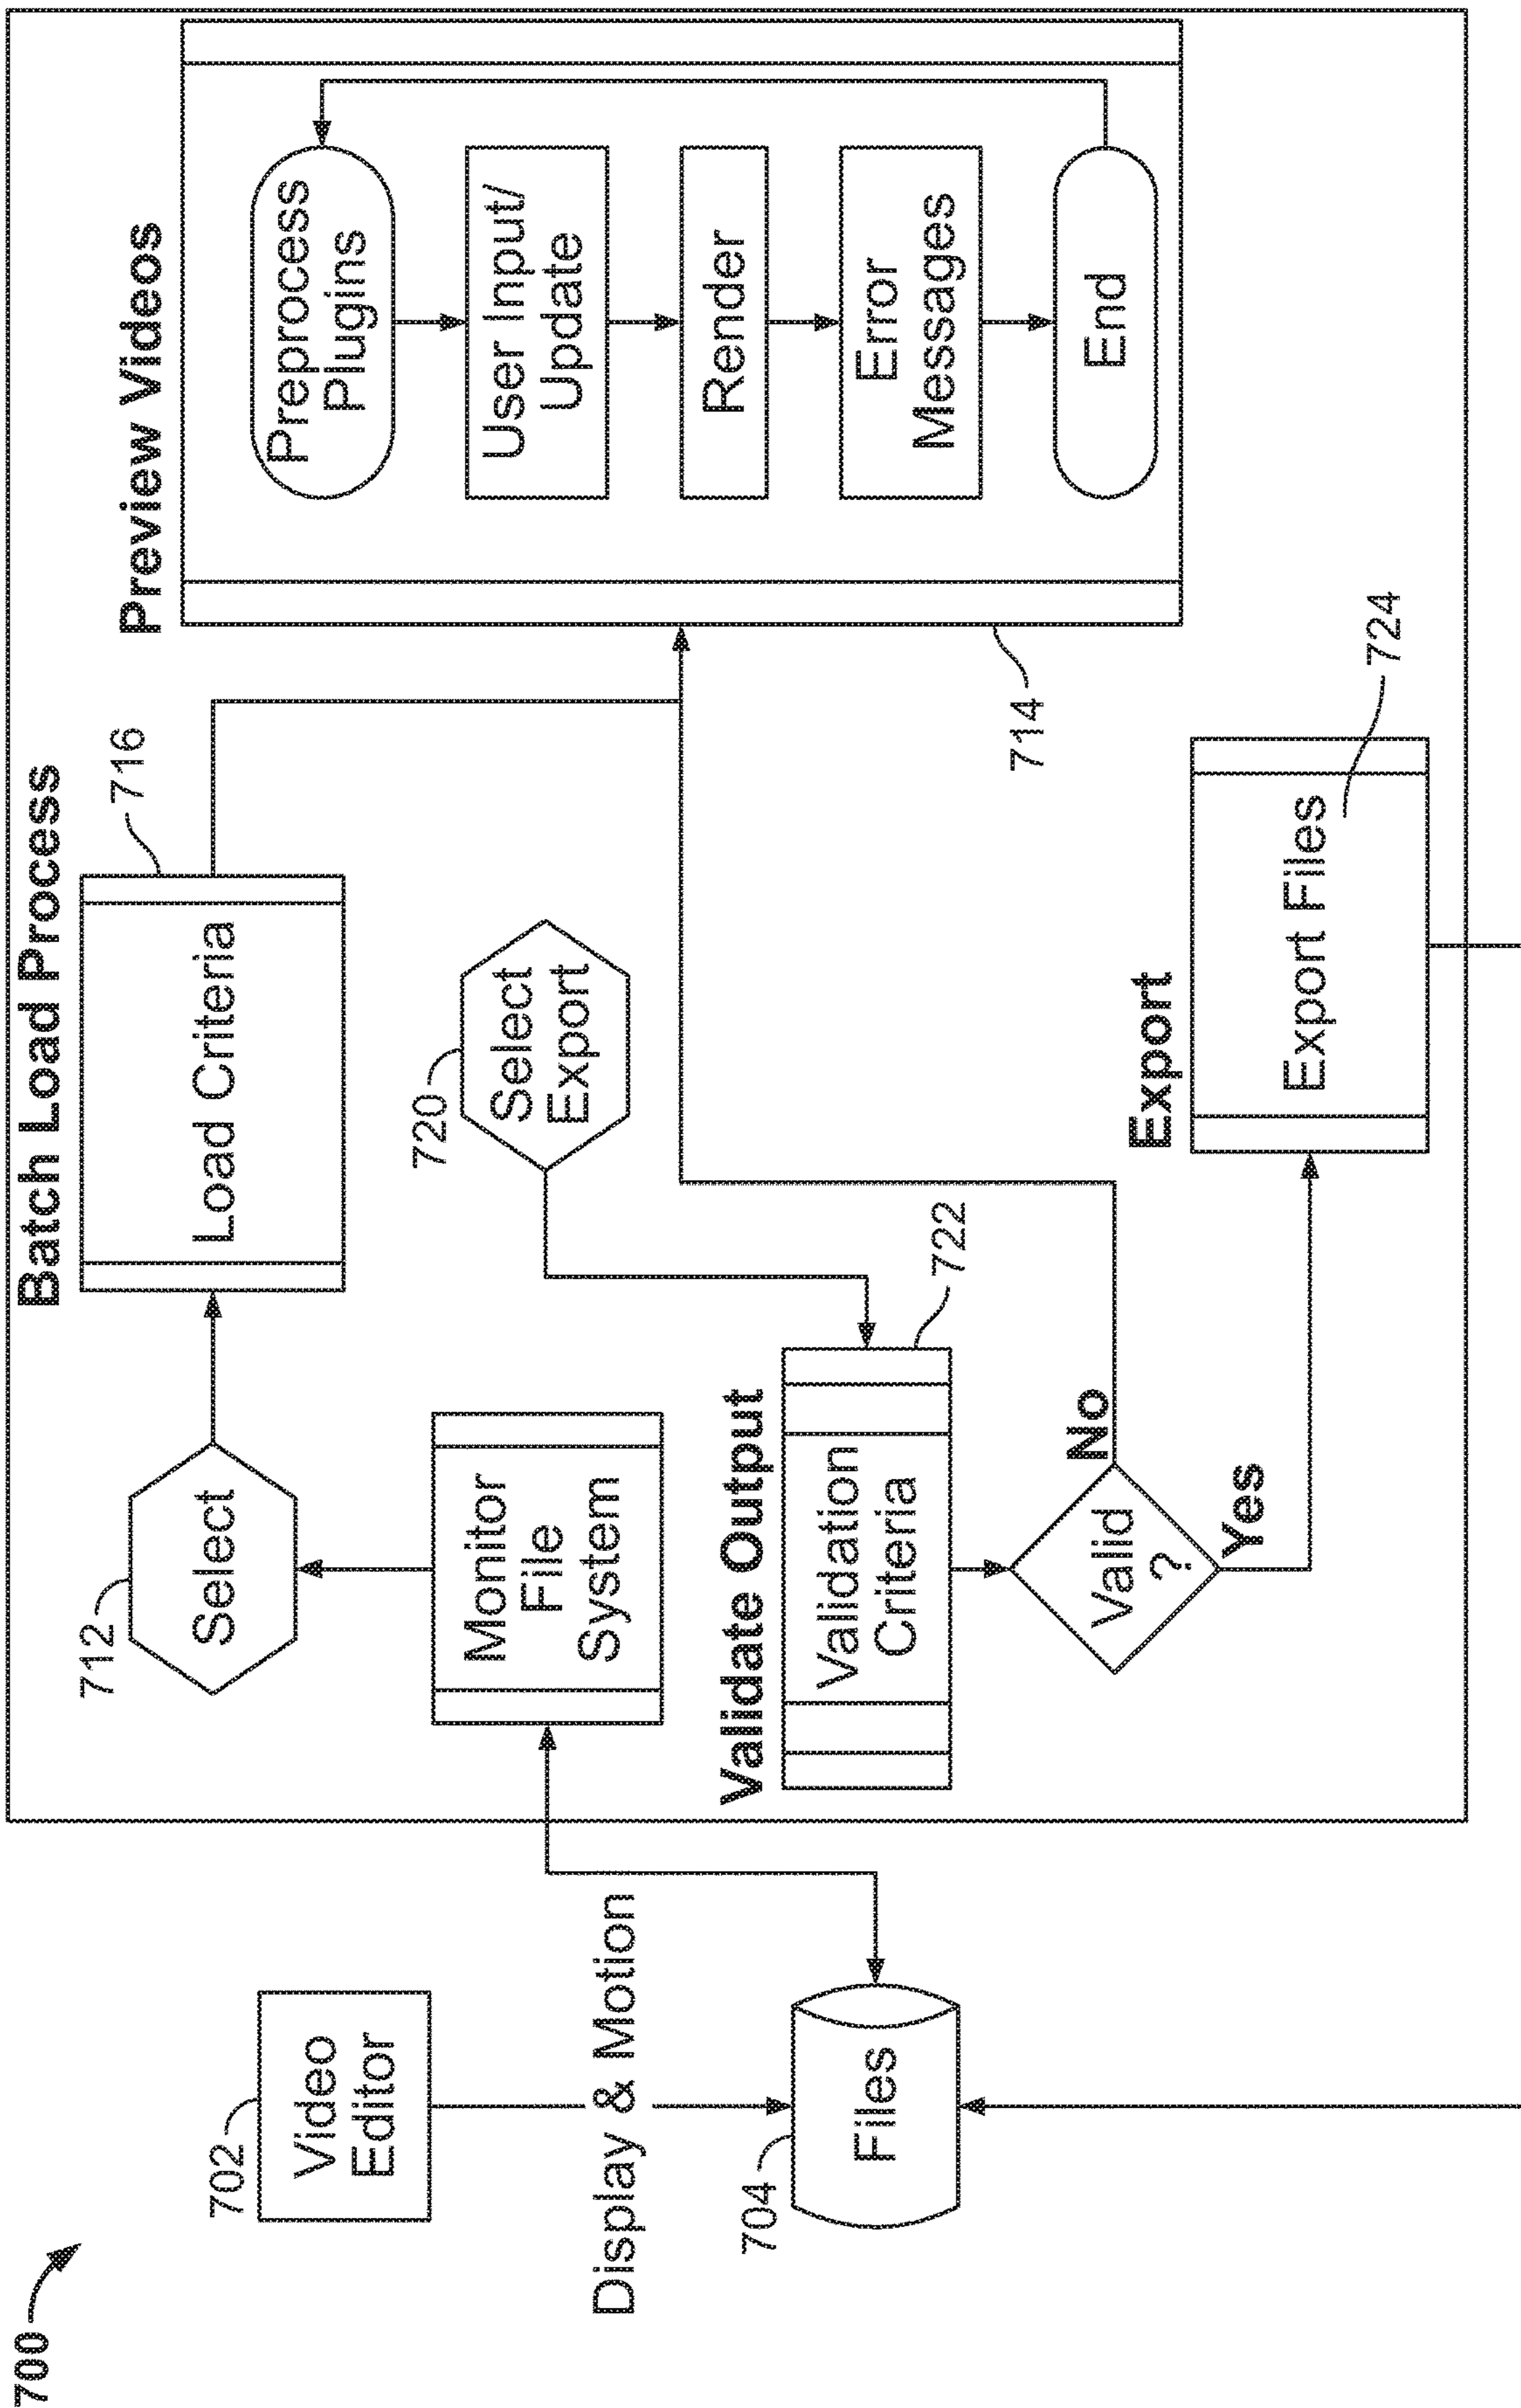 700
702
Video
Editor
Display & Motion
704
Files
712
Select
Monitor
File
System
Batch Load Process
716
Load Criteria
720
Select
Export
Validate Output
722
Validation
Criteria
Valid
?
No
Yes
Export
Export Files
724
Preview Videos
714
Preprocess
Plugins
User Input/
Update
Render
Error
Messages
End